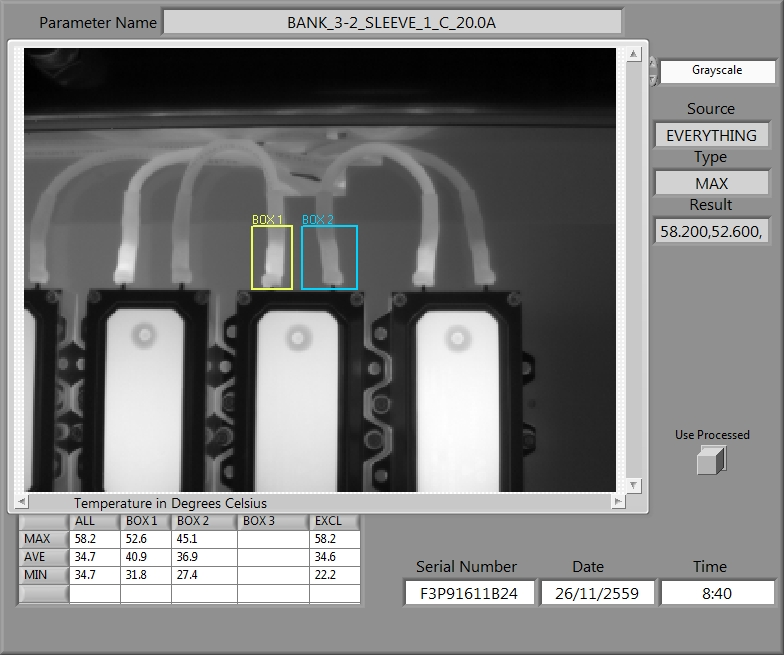 Parameter Name BANK_3-2_SLEEVE_1_C_20.0A
Grayscale
Source
EVERYTHING
Type
MAX
Result
58.200,52.600,
BOX 1 BOX 2
Use Processed
Temperature in Degrees Celsius
ALL BOX 1 BOX 2 BOX 3 EXCL
MAX 58.2 52.6 45.1 58.2
AVE 34.7 40.9 36.9 34.6
MIN 34.7 31.8 27.4 22.2
Serial Number Date Time
F3P91611B24 26/11/2559 8:40